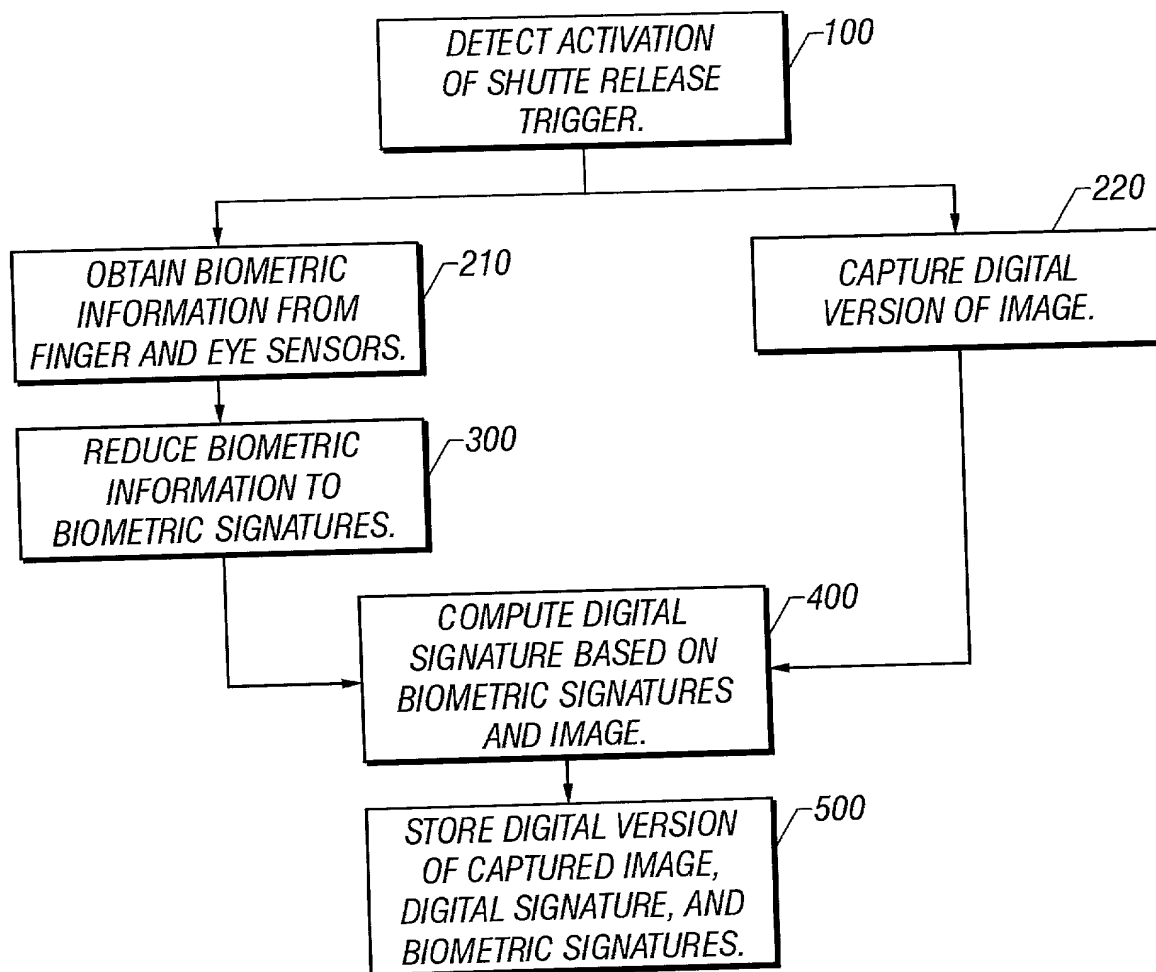 DETECT ACTIVATION
OF SHUTTE RELEASE
TRIGGER.
100
OBTAIN BIOMETRIC
INFORMATION FROM
FINGER AND EYE SENSORS.
210
CAPTURE DIGITAL
VERSION OF IMAGE.
220
REDUCE BIOMETRIC
INFORMATION TO
BIOMETRIC SIGNATURES.
300
COMPUTE DIGITAL
SIGNATURE BASED ON
BIOMETRIC SIGNATURES
AND IMAGE.
400
STORE DIGITAL VERSION
OF CAPTURED IMAGE,
DIGITAL SIGNATURE, AND
BIOMETRIC SIGNATURES.
500